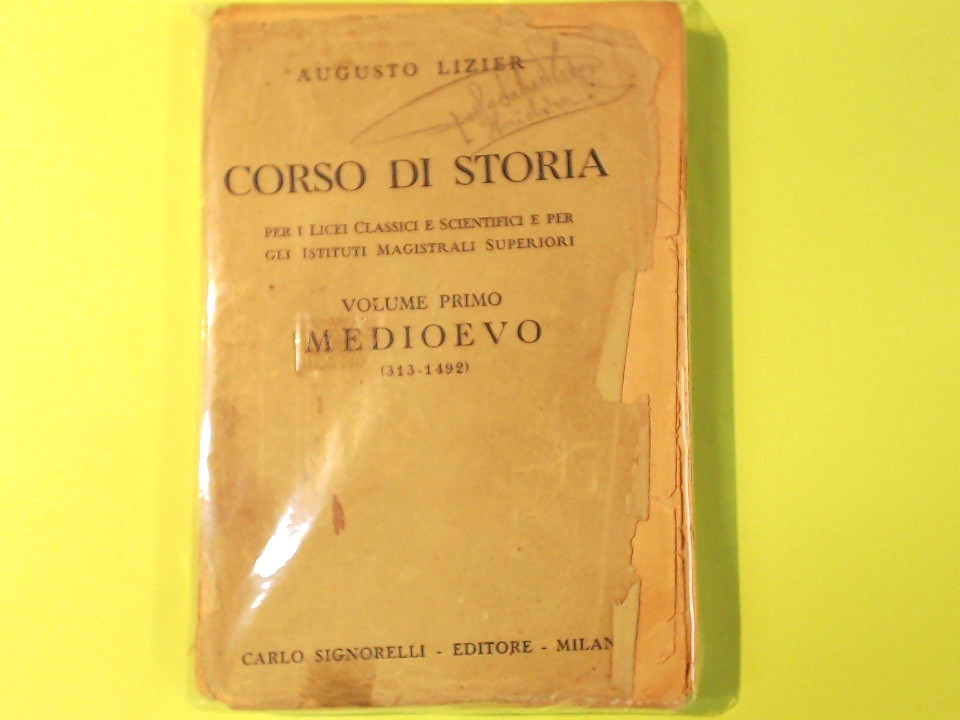 AUGUSTO LIZIER
CORSO DI STORIA
PER I LICEI CLASSICI E SCIENTIFICI E PER
GLI ISTITUTI MAGISTRALI SUPERIORI
VOLUME PRIMO
MEDIOEVO
(313-1492)
CARLO SIGNORELLI - EDITORE - MILAN